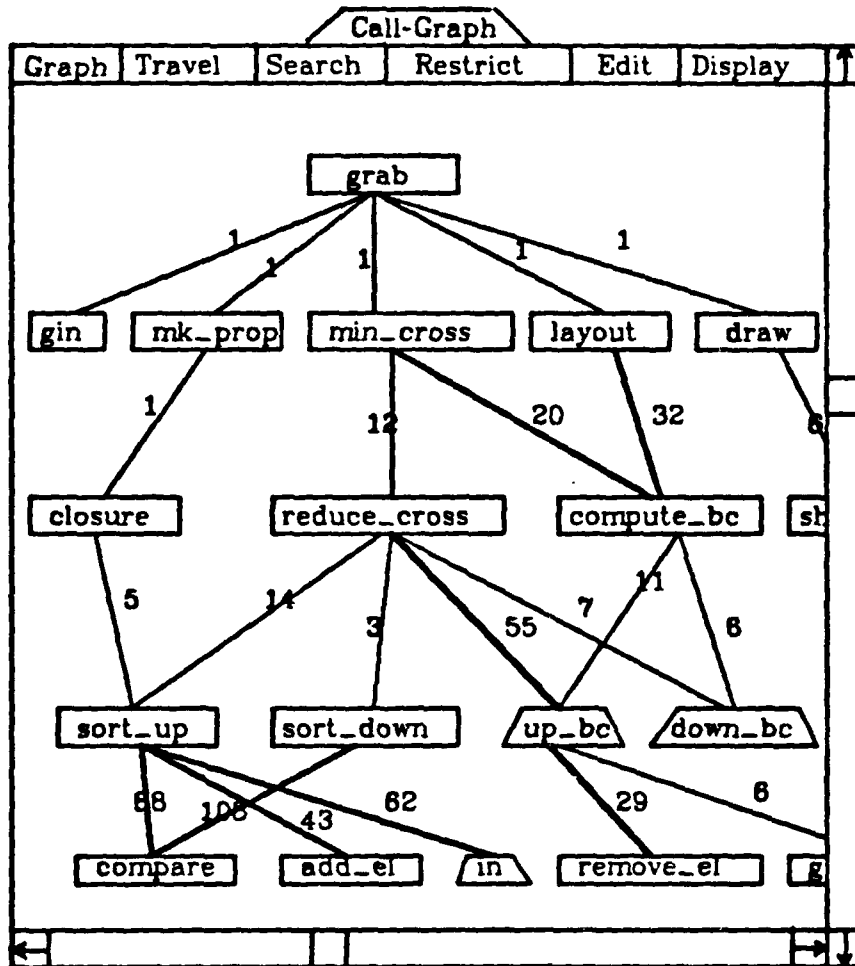 Call-Graph
Graph Travel Search Restrict Edit Display
grab
1 1 1 1 1
gin mk_prop min_cross layout draw
1 12 20 32 6
closure reduce_cross compute_bc sh
5 14 3 55 7 11 6
sort_up sort_down up_bc down_bc
43 62 29 6
compare add_el in remove_el g